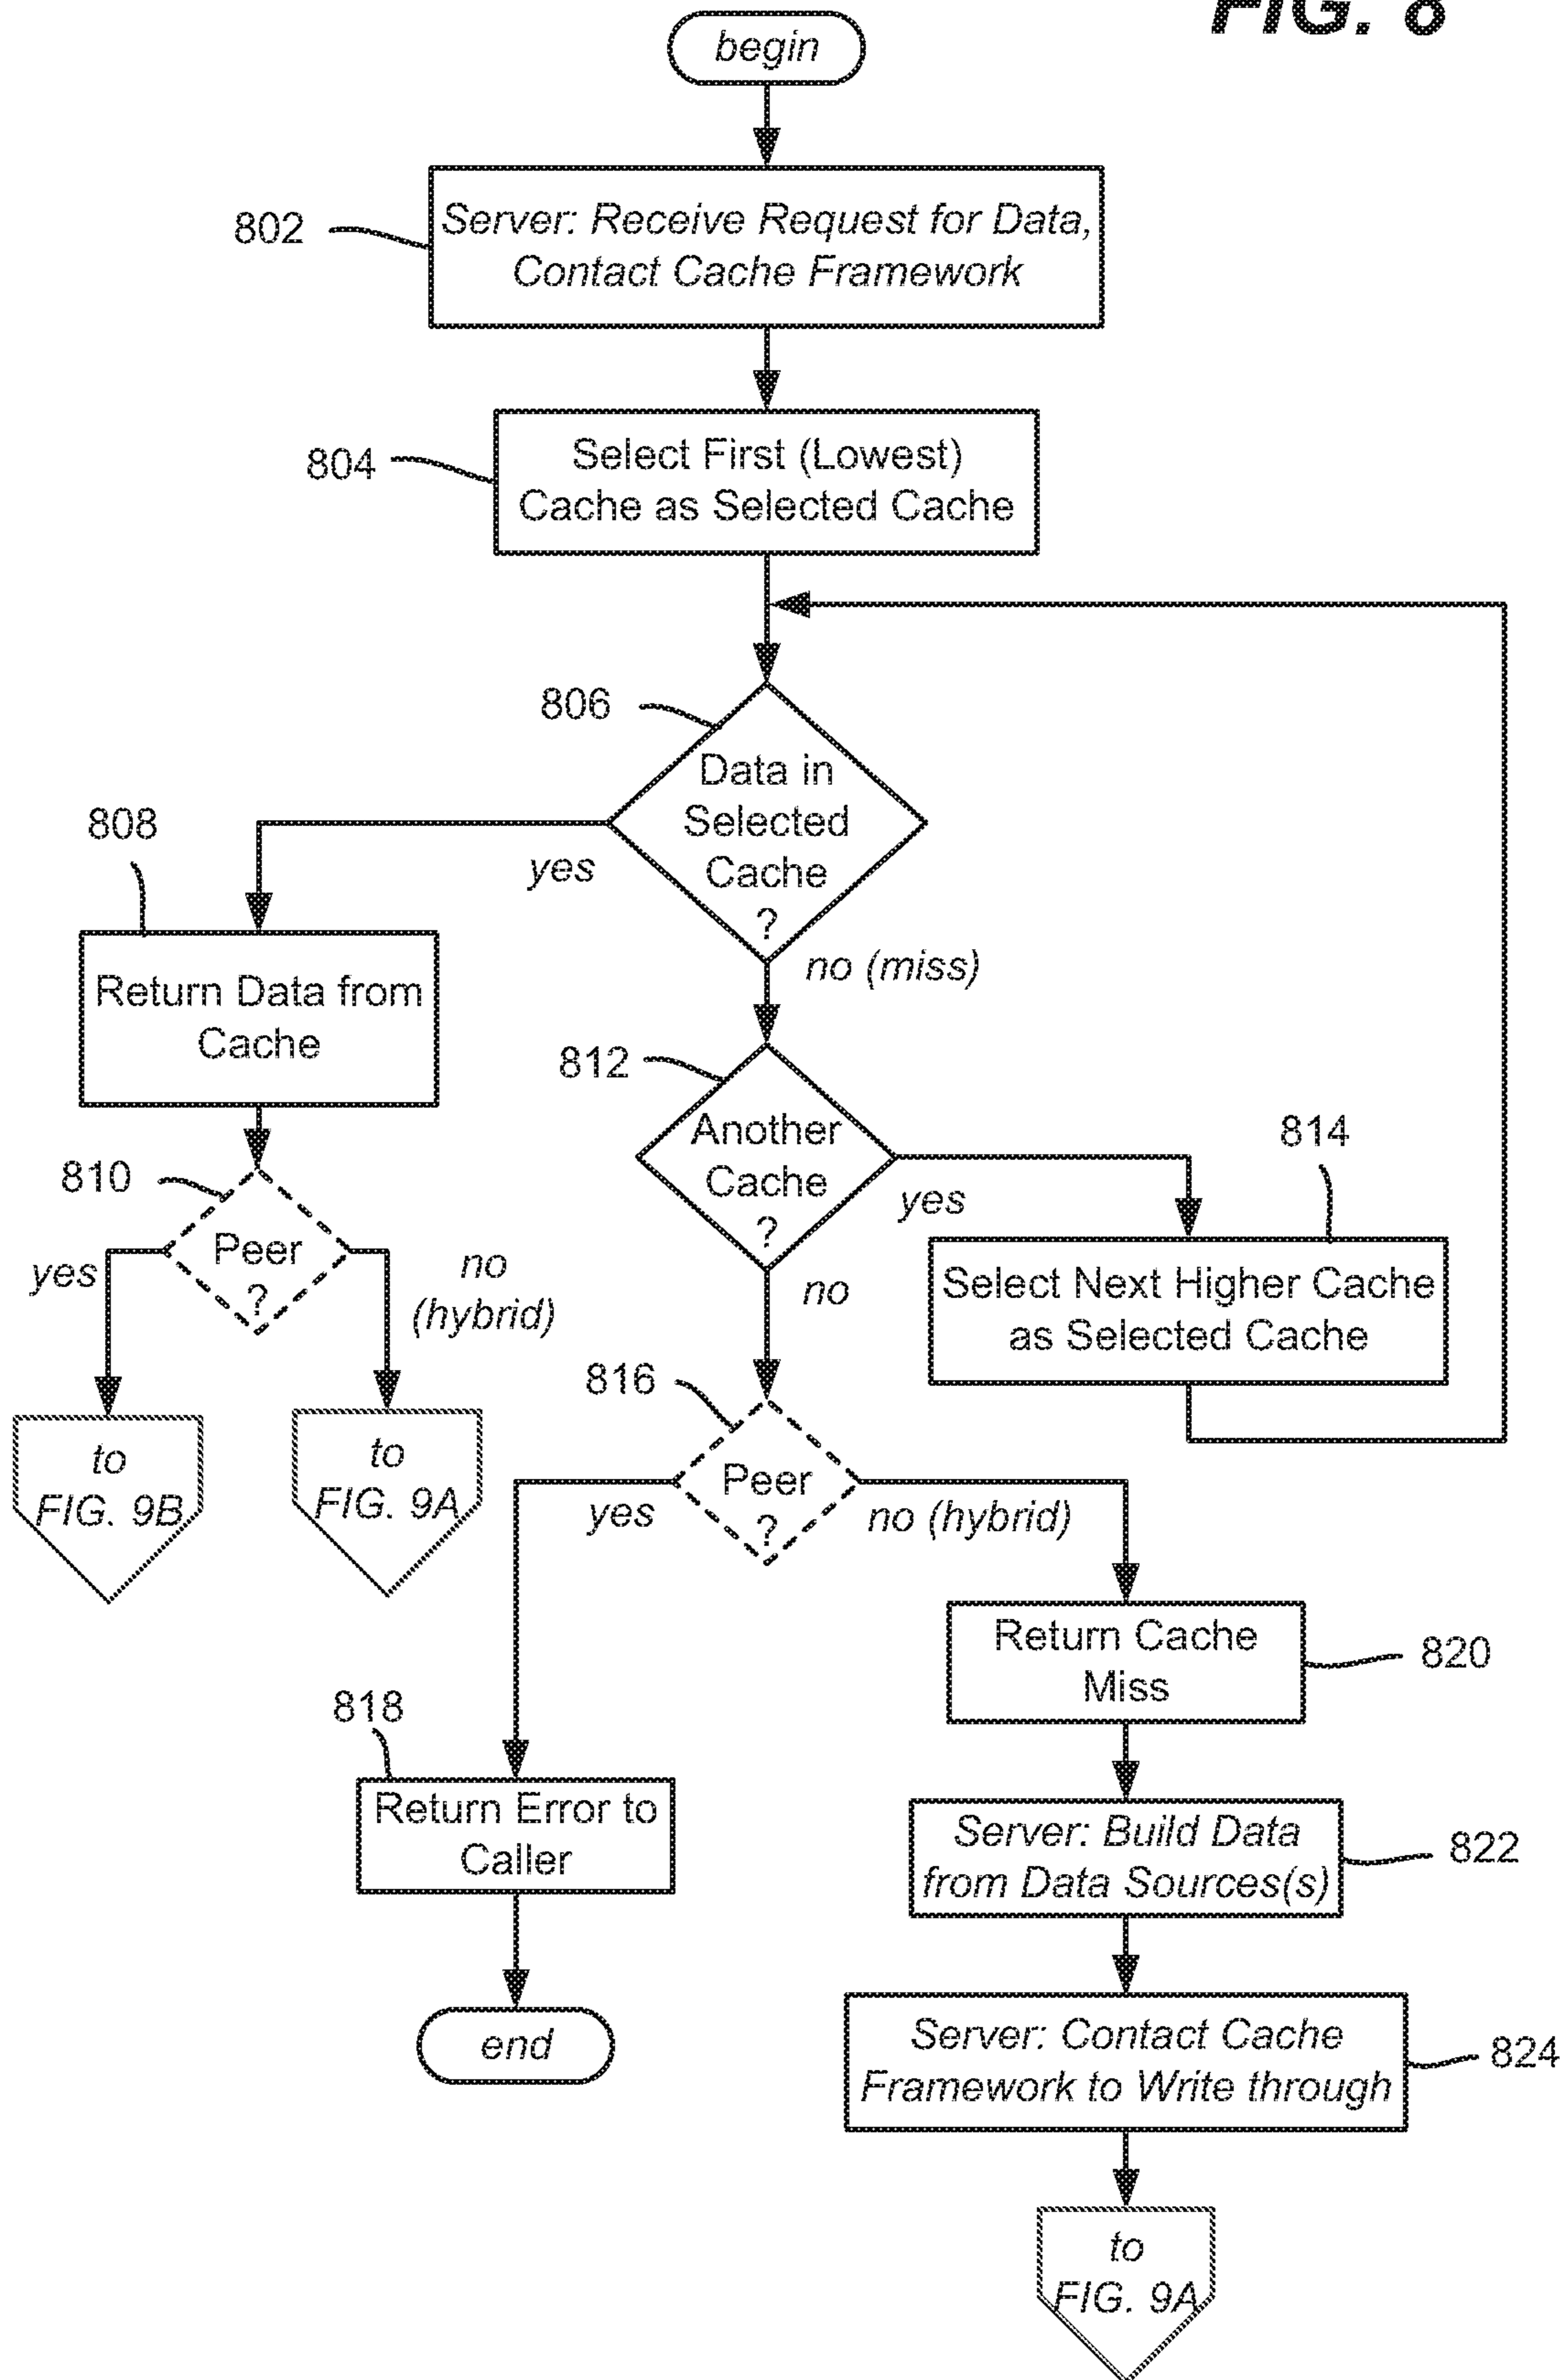 FIG. 8
begin
802
Server: Receive Request for Data,
Contact Cache Framework
804
Select First (Lowest)
Cache as Selected Cache
806
Data in
Selected
Cache
?
yes
no (miss)
808
Return Data from
Cache
810
Peer
?
yes
no
(hybrid)
to
FIG. 9B
to
FIG. 9A
812
Another
Cache
?
yes
no
814
Select Next Higher Cache
as Selected Cache
816
Peer
?
yes
no (hybrid)
818
Return Error to
Caller
end
Return Cache
Miss
820
Server: Build Data
from Data Sources(s)
822
Server: Contact Cache
Framework to Write through
824
to
FIG. 9A